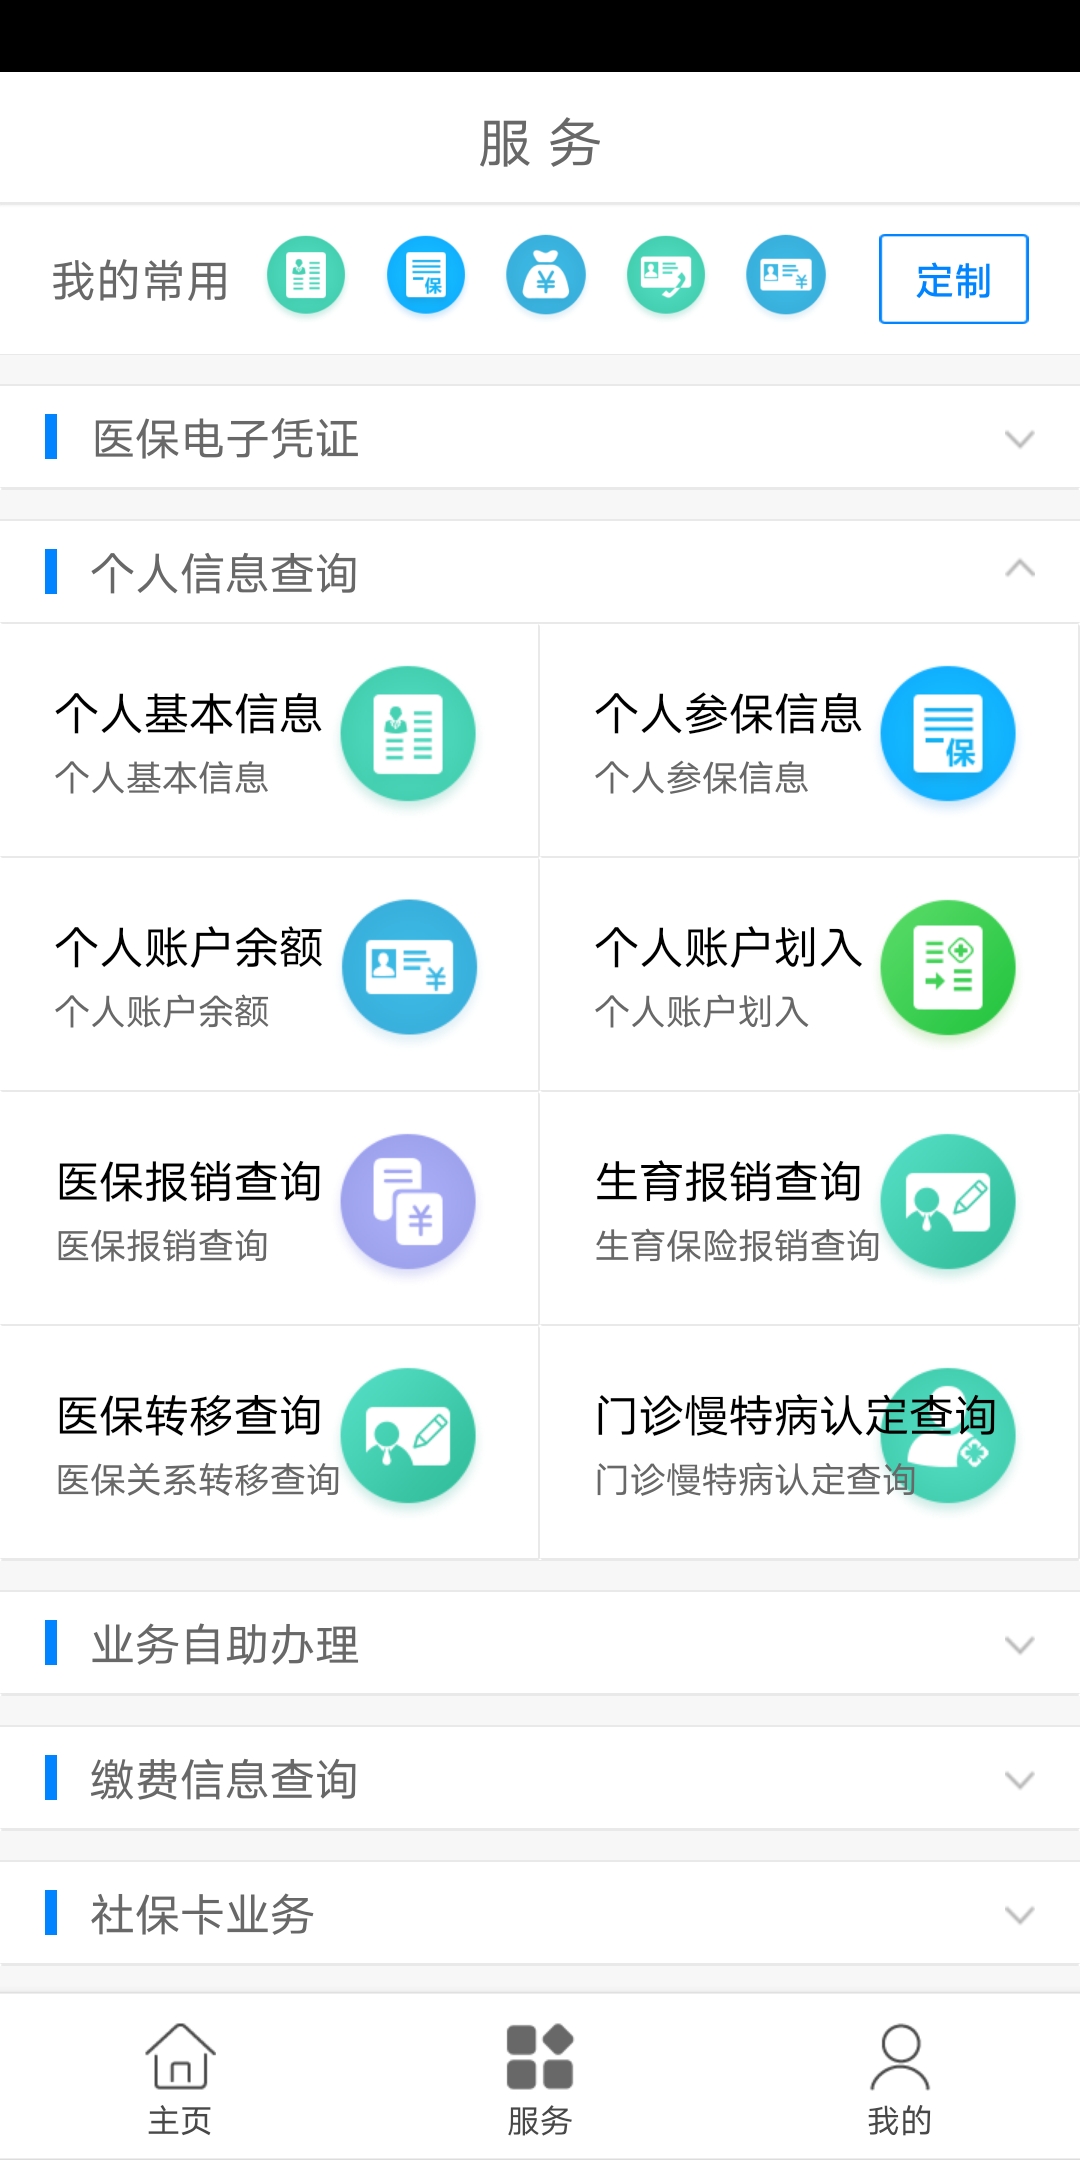 服 务
我的常用
保
¥
¥
定制
医保电子凭证
个人信息查询
个人基本信息
个人基本信息
个人参保信息
个人参保信息
保
个人账户余额
个人账户余额
¥
个人账户划入
个人账户划入
医保报销查询
医保报销查询
¥
生育报销查询
生育保险报销查询
医保转移查询
医保关系转移查询
门诊慢特病认定查询
门诊慢特病认定查询
业务自助办理
缴费信息查询
社保卡业务
主页
服务
我的